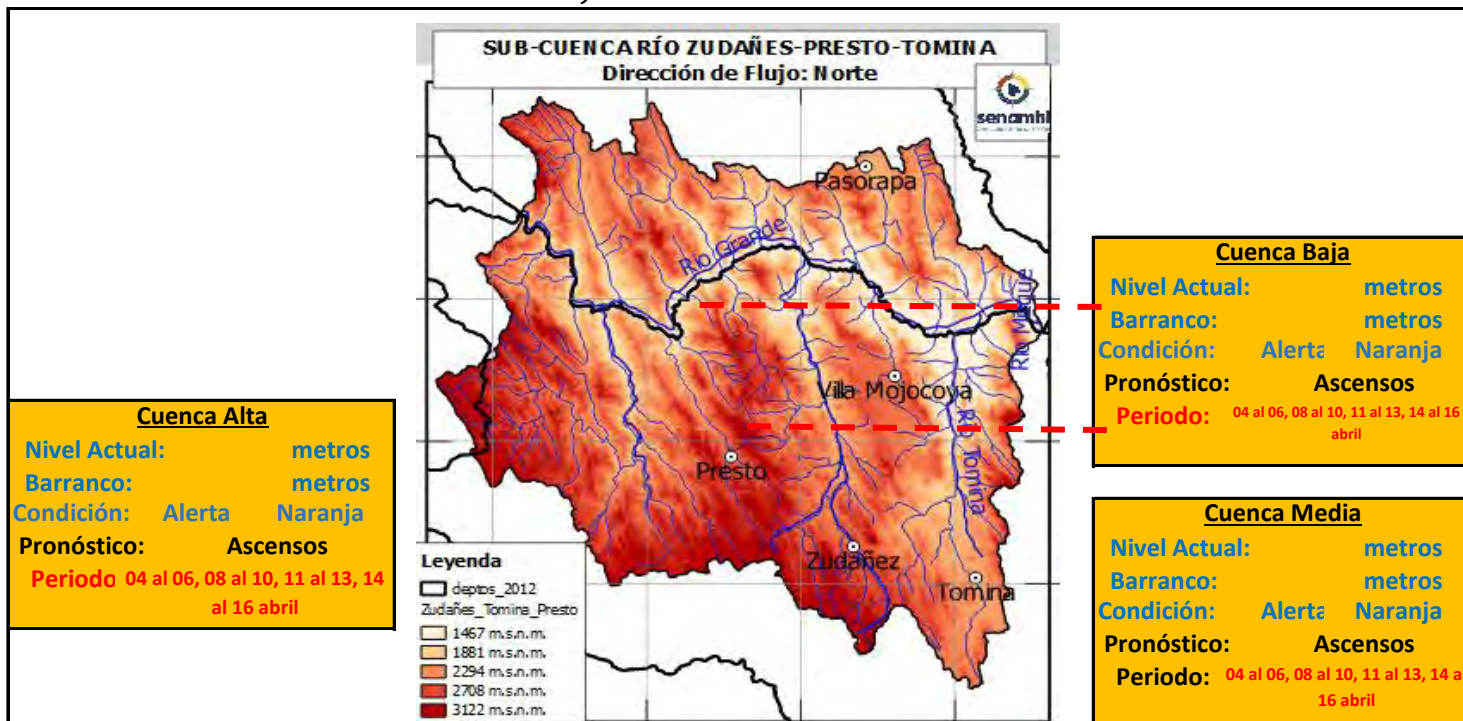 SUB-CUENCA RÍO ZUDAÑES-PRESTO-TOMINA
Dirección de Flujo: Norte
senamhi
Pasorapa
Río Grande
Río Mizque
Villa Mojocoya
Río Tomina
Presto
Zudañez
Tomina
Leyenda
deptos_2012
Zudañes_Tomina_Presto
1467 m.s.n.m.
1881 m.s.n.m.
2294 m.s.n.m.
2708 m.s.n.m.
3122 m.s.n.m.
Cuenca Alta
Nivel Actual: metros
Barranco: metros
Condición: Alerta Naranja
Pronóstico: Ascensos
Periodo 04 al 06, 08 al 10, 11 al 13, 14
al 16 abril
Cuenca Baja
Nivel Actual: metros
Barranco: metros
Condición: Alerta Naranja
Pronóstico: Ascensos
Periodo: 04 al 06, 08 al 10, 11 al 13, 14 al 16
abril
Cuenca Media
Nivel Actual: metros
Barranco: metros
Condición: Alerta Naranja
Pronóstico: Ascensos
Periodo: 04 al 06, 08 al 10, 11 al 13, 14 a
16 abril